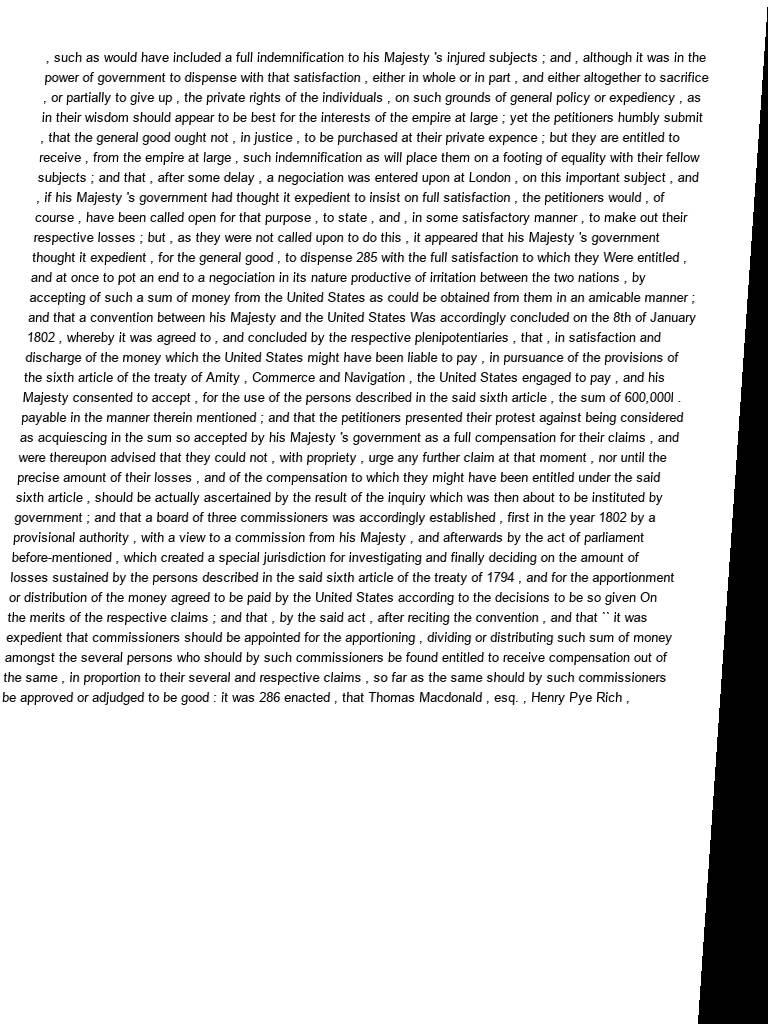 , such as would have included a full indemnification to his Majesty 's injured subjects ; and , although it was in the
power of government to dispense with that satisfaction , either in whole or in part , and either altogether to sacrifice
, or partially to give up , the private rights of the individuals , on such grounds of general policy or expediency , as
in their wisdom should appear to be best for the interests of the empire at large ; yet the petitioners humbly submit
, that the general good ought not , in justice , to be purchased at their private expence ; but they are entitled to
receive , from the empire at large , such indemnification as will place them on a footing of equality with their fellow
subjects ; and that , after some delay , a negociation was entered upon at London , on this important subject , and
, if his Majesty 's government had thought it expedient to insist on full satisfaction , the petitioners would , of
course , have been called open for that purpose , to state , and , in some satisfactory manner , to make out their
respective losses ; but , as they were not called upon to do this , it appeared that his Majesty 's government
thought it expedient , for the general good , to dispense 285 with the full satisfaction to which they Were entitled ,
and at once to pot an end to a negociation in its nature productive of irritation between the two nations , by
accepting of such a sum of money from the United States as could be obtained from them in an amicable manner ;
and that a convention between his Majesty and the United States Was accordingly concluded on the 8th of January
1802 , whereby it was agreed to , and concluded by the respective plenipotentiaries , that , in satisfaction and
discharge of the money which the United States might have been liable to pay , in pursuance of the provisions of
the sixth article of the treaty of Amity , Commerce and Navigation , the United States engaged to pay , and his
Majesty consented to accept , for the use of the persons described in the said sixth article , the sum of 600,000l .
payable in the manner therein mentioned ; and that the petitioners presented their protest against being considered
as acquiescing in the sum so accepted by his Majesty 's government as a full compensation for their claims , and
were thereupon advised that they could not , with propriety , urge any further claim at that moment , nor until the
precise amount of their losses , and of the compensation to which they might have been entitled under the said
sixth article , should be actually ascertained by the result of the inquiry which was then about to be instituted by
government ; and that a board of three commissioners was accordingly established , first in the year 1802 by a
provisional authority , with a view to a commission from his Majesty , and afterwards by the act of parliament
before-mentioned , which created a special jurisdiction for investigating and finally deciding on the amount of
losses sustained by the persons described in the said sixth article of the treaty of 1794 , and for the apportionment
or distribution of the money agreed to be paid by the United States according to the decisions to be so given On
the merits of the respective claims ; and that , by the said act , after reciting the convention , and that `` it was
expedient that commissioners should be appointed for the apportioning , dividing or distributing such sum of money
amongst the several persons who should by such commissioners be found entitled to receive compensation out of
the same , in proportion to their several and respective claims , so far as the same should by such commissioners
be approved or adjudged to be good : it was 286 enacted , that Thomas Macdonald , esq. , Henry Pye Rich ,